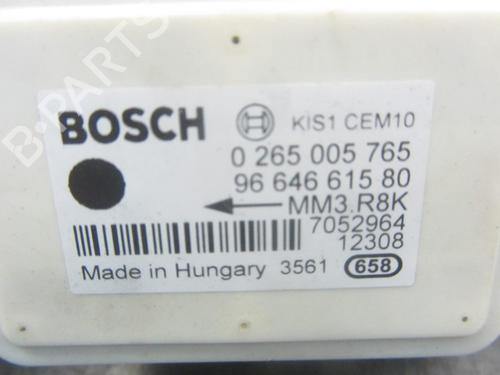 B-PARTS
BOSCH KIS1 CEM10
0 265 005 765
96 646 615 80
MM3.R8K
7052964
12308
Made in Hungary 3561 658